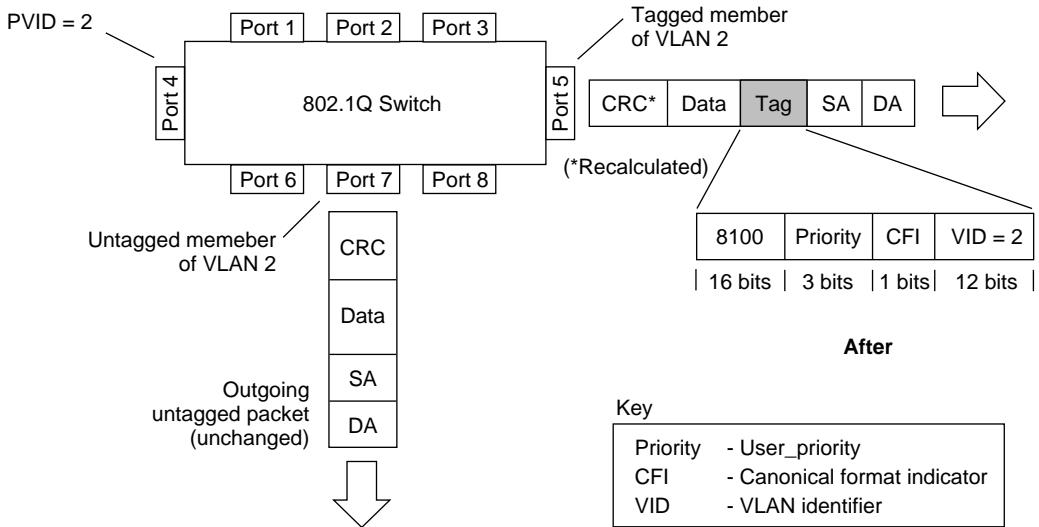 PVID = 2
Port 1
Port 2
Port 3
Tagged member
of VLAN 2
Port 4
802.1Q Switch
Port 5
CRC*
Data
Tag
SA
DA
(*Recalculated)
Port 6
Port 7
Port 8
Untagged memeber
of VLAN 2
8100
Priority
CFI
VID = 2
16 bits
3 bits
1 bits
12 bits
After
CRC
Data
SA
DA
Outgoing
untagged packet
(unchanged)
Key
Priority - User_priority
CFI - Canonical format indicator
VID - VLAN identifier